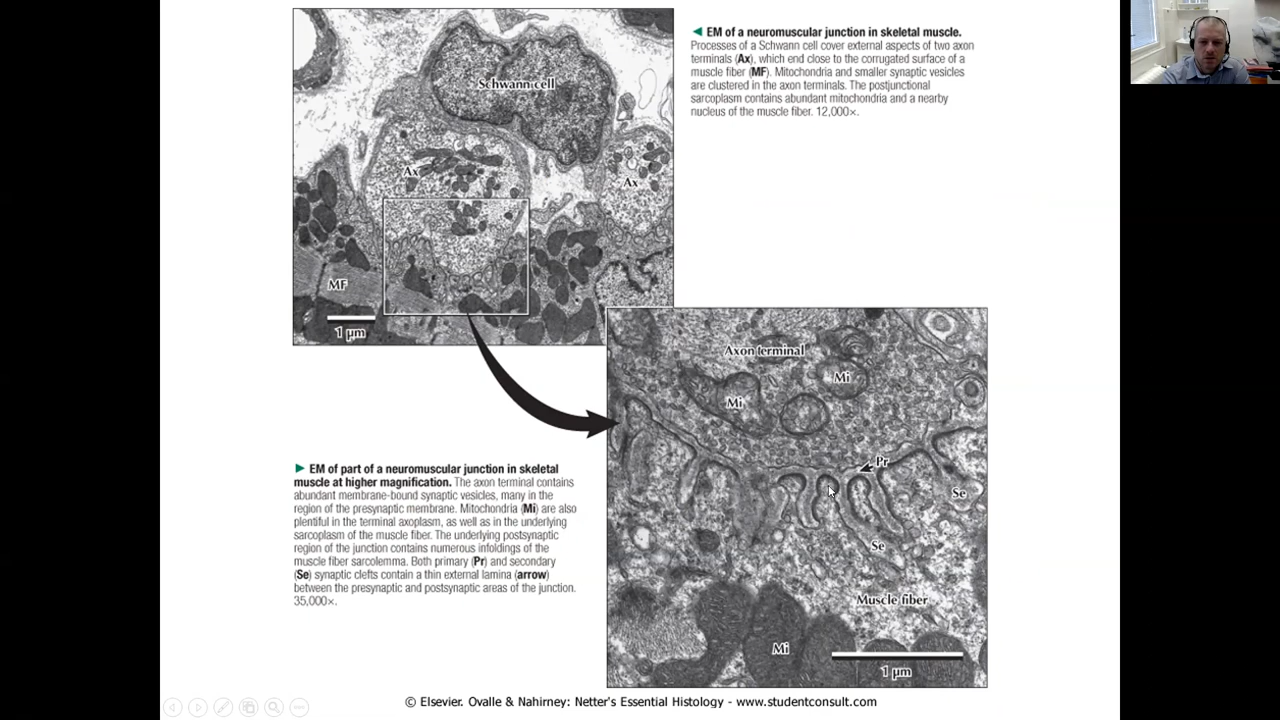 ◀ EM of a neuromuscular junction in skeletal muscle.
Processes of a Schwann cell cover external aspects of two axon
terminals (Ax), which end close to the corrugated surface of a
muscle fiber (MF). Mitochondria and smaller synaptic vesicles
are clustered in the axon terminals. The postjunctional
sarcoplasm contains abundant mitochondria and a nearby
nucleus of the muscle fiber. 12,000×.
Schwann cell
Ax
Ax
MF
1 μm
Axon terminal
Mi
Mi
Pr
Se
Se
Muscle fiber
Mi
1 μm
▶ EM of part of a neuromuscular junction in skeletal
muscle at higher magnification. The axon terminal contains
abundant membrane-bound synaptic vesicles, many in the
region of the presynaptic membrane. Mitochondria (Mi) are also
plentiful in the terminal axoplasm, as well as in the underlying
sarcoplasm of the muscle fiber. The underlying postsynaptic
region of the junction contains numerous infoldings of the
muscle fiber sarcolemma. Both primary (Pr) and secondary
(Se) synaptic clefts contain a thin external lamina (arrow)
between the presynaptic and postsynaptic areas of the junction.
35,000×.
© Elsevier. Ovalle & Nahirney: Netter's Essential Histology - www.studentconsult.com